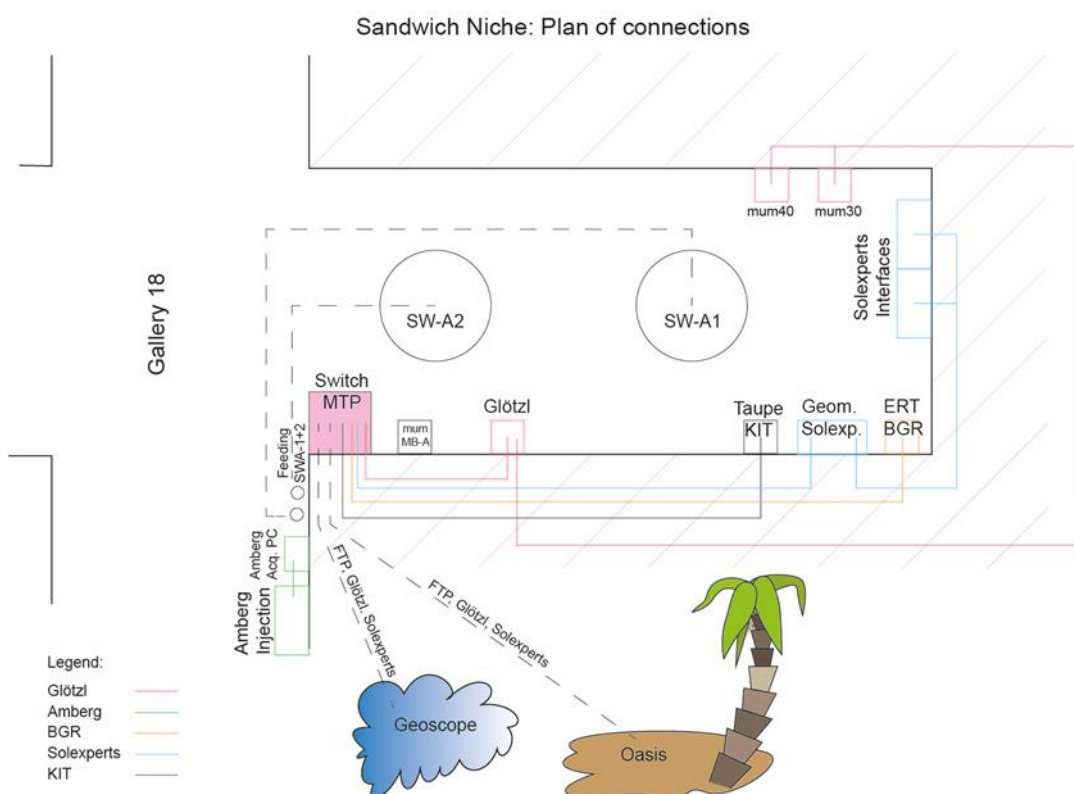 Sandwich Niche: Plan of connections
Gallery 18
mum40
mum30
Solexperts
Interfaces
SW-A2
SW-A1
Switch
MTP
mum
MB-A
Glötzl
Taupe
KIT
Geom.
Solexp.
ERT
BGR
Feeding
SWA-1+2
Amberg
Acq. PC
Amberg
Injection
FTP, Glötzl, Solexperts
FTP, Glötzl, Solexperts
Geoscope
Oasis
Legend:
Glötzl
Amberg
BGR
Solexperts
KIT